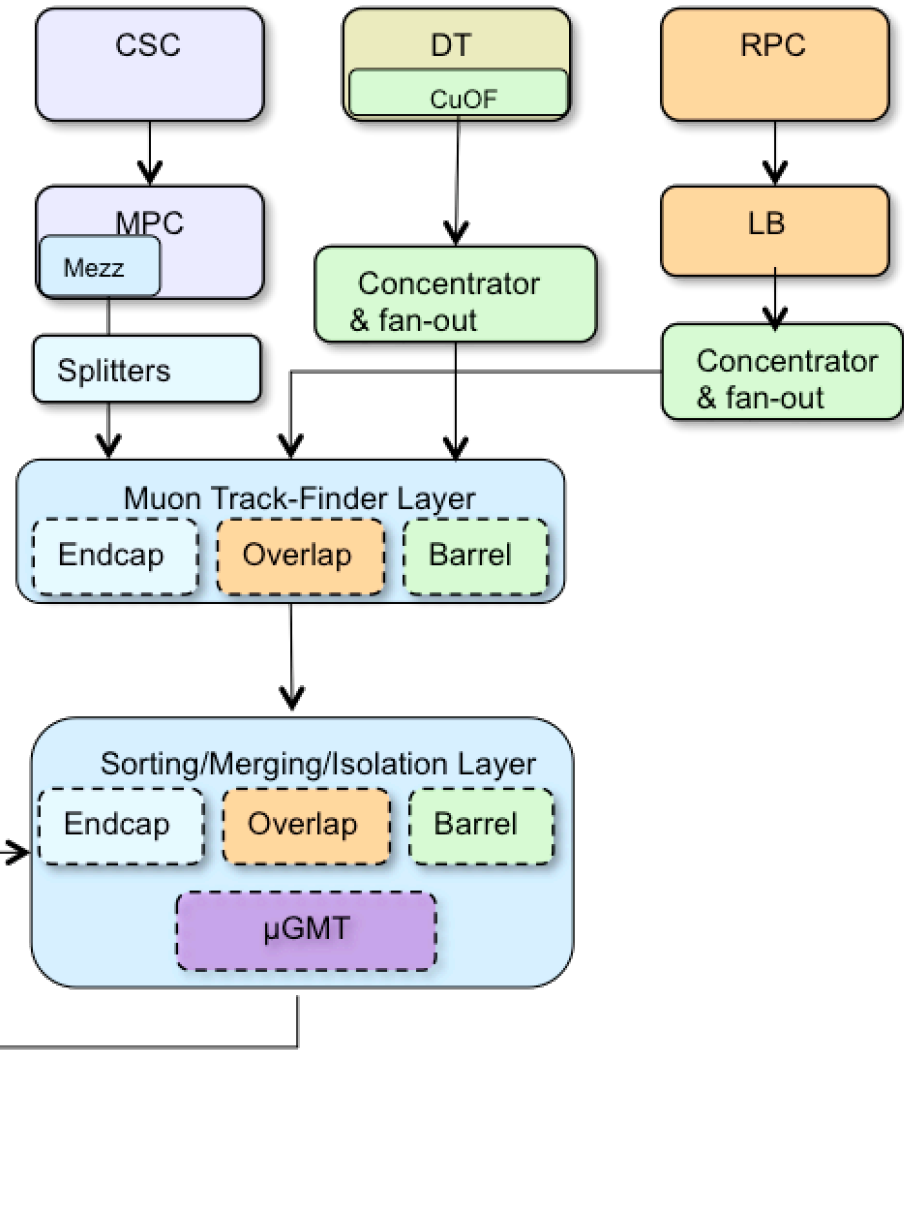 CSC
DT
RPC
CuOF
MPC
LB
Mezz
Concentrator
& fan-out
Splitters
Concentrator
& fan-out
Muon Track-Finder Layer
Endcap
Overlap
Barrel
Sorting/Merging/Isolation Layer
Endcap
Overlap
Barrel
μGMT